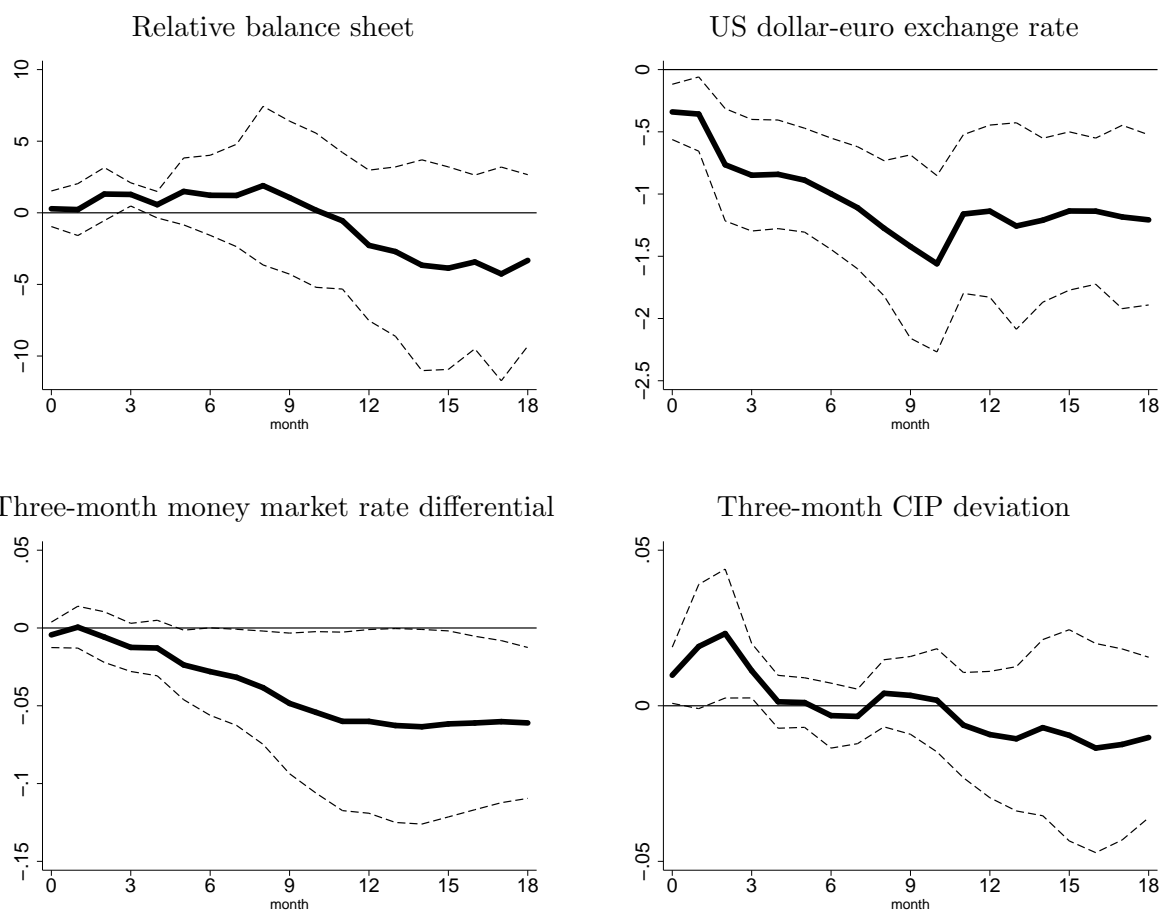 Relative balance sheet
10
5
0
−5
−10
0 3 6 9 12 15 18
month
US dollar-euro exchange rate
0
−.5
−1
−1.5
−2
−2.5
0 3 6 9 12 15 18
month
Three-month money market rate differential
.05
0
−.05
−.1
−.15
0 3 6 9 12 15 18
month
Three-month CIP deviation
.05
0
−.05
0 3 6 9 12 15 18
month